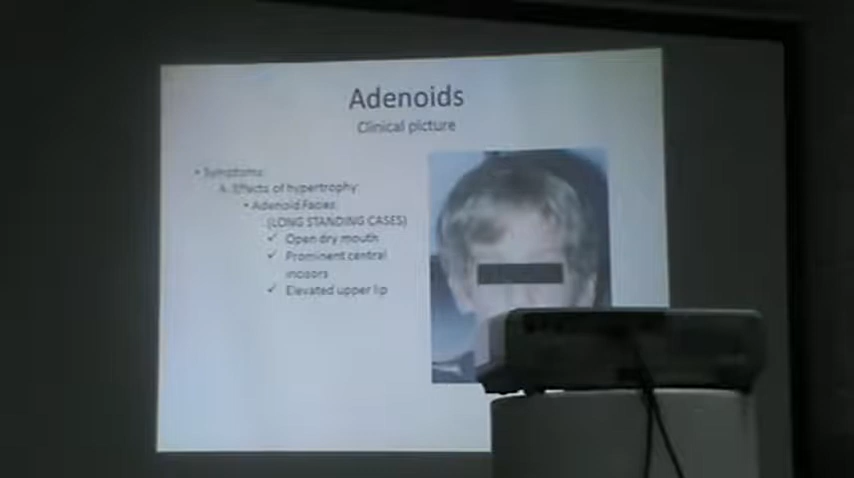 Adenoids
Clinical picture
• Symptoms:
A. Effects of hypertrophy:
• Adenoid Facies:
(LONG STANDING CASES)
✓ Open dry mouth
✓ Prominent central
incisors
✓ Elevated upper lip